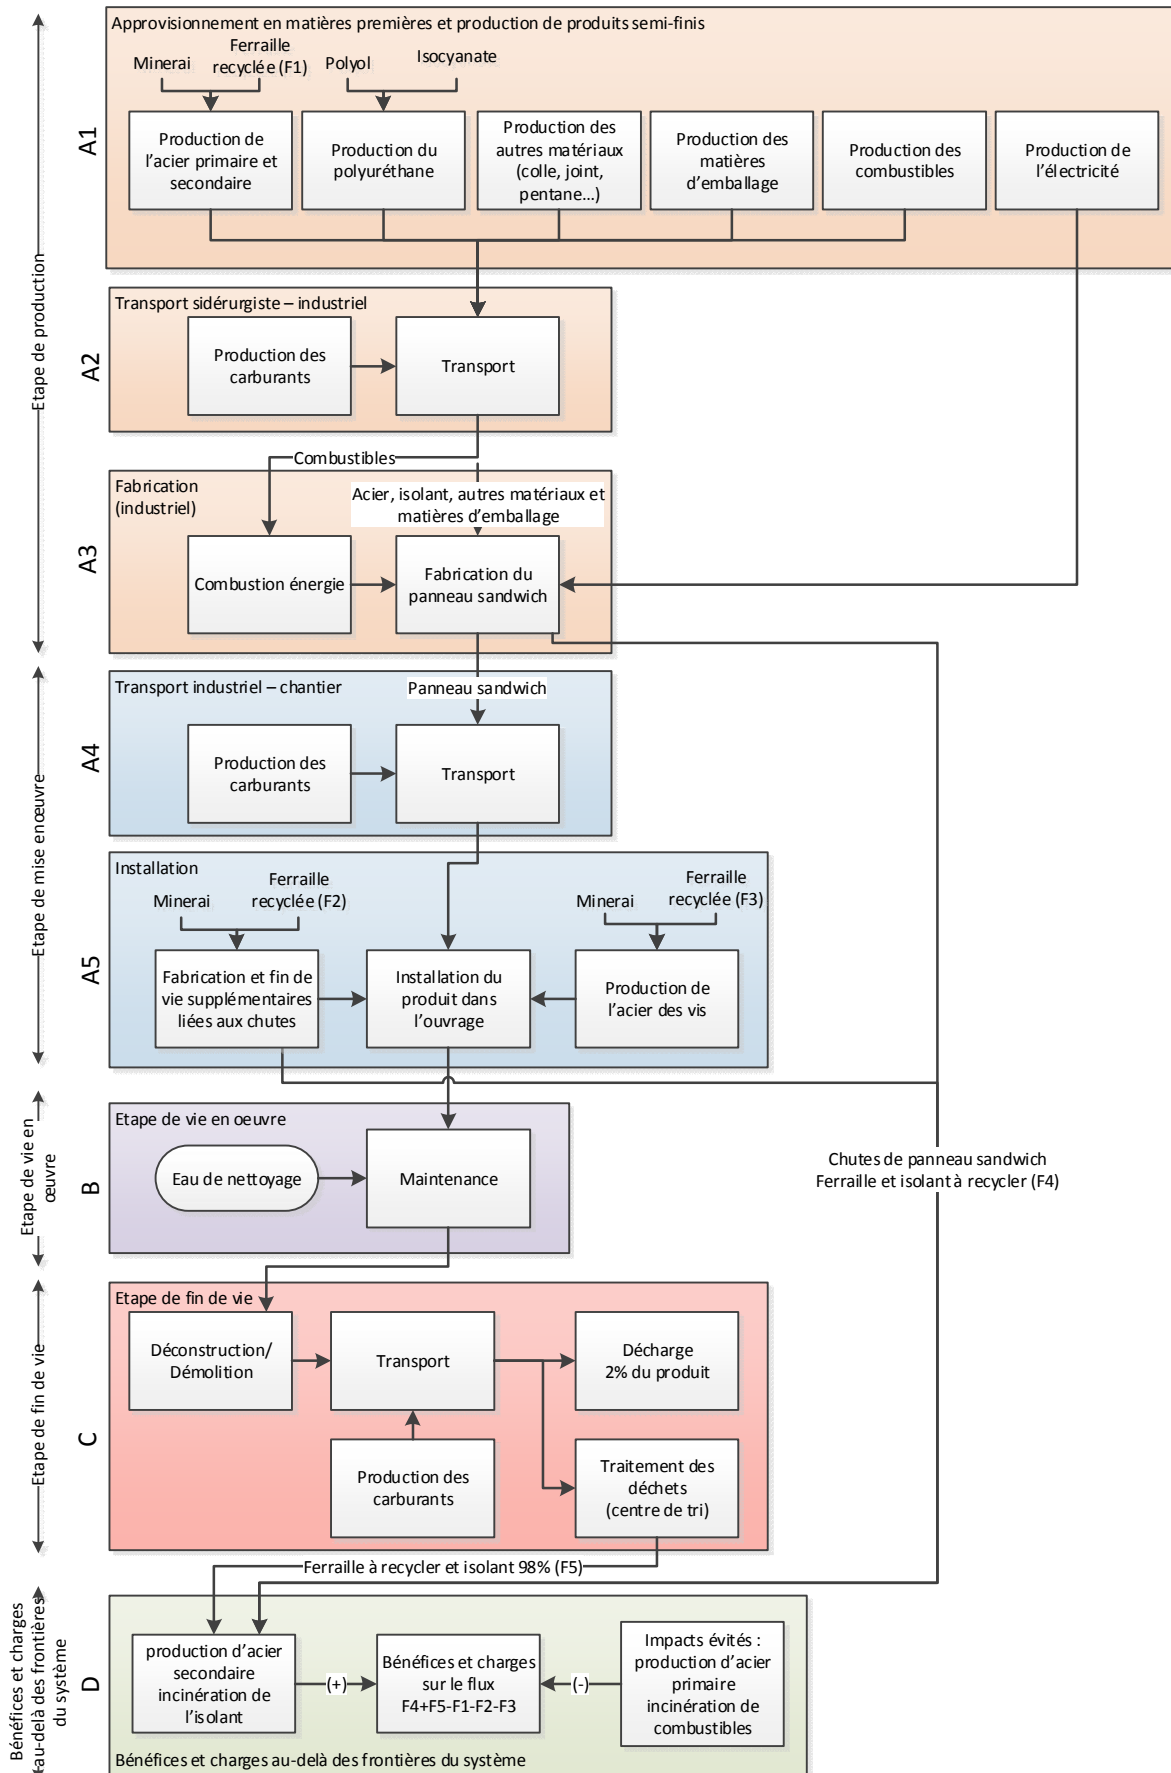 Approvisionnement en matières premières et production de produits semi-finis
Minerai
Ferraille
recyclée (F1)
Polyol
Isocyanate
Production de
l'acier primaire et
secondaire
Production du
polyuréthane
Production des
autres matériaux
(colle, joint,
pentane...)
Production des
matières
d'emballage
Production des
combustibles
Production de
l'électricité
A1
Etape de production
Transport sidérurgiste – industriel
Production des
carburants
Transport
A2
Combustibles
Fabrication
(industriel)
Acier, isolant, autres matériaux et
matières d'emballage
Combustion énergie
Fabrication du
panneau sandwich
A3
Transport industriel – chantier
Panneau sandwich
Production des
carburants
Transport
A4
Etape de mise en œuvre
Installation
Minerai
Ferraille
recyclée (F2)
Minerai
Ferraille
recyclée (F3)
Fabrication et fin de
vie supplémentaires
liées aux chutes
Installation du
produit dans
l'ouvrage
Production de
l'acier des vis
A5
Etape de vie en oeuvre
Eau de nettoyage
Maintenance
B
Etape de vie en
œuvre
Chutes de panneau sandwich
Ferraille et isolant à recycler (F4)
Etape de fin de vie
Déconstruction/
Démolition
Transport
Décharge
2% du produit
Production des
carburants
Traitement des
déchets
(centre de tri)
C
Etape de fin de vie
Ferraille à recycler et isolant 98% (F5)
production d'acier
secondaire
incinération de
l'isolant
(+)
Bénéfices et charges
sur le flux
F4+F5-F1-F2-F3
(-)
Impacts évités :
production d'acier
primaire
incinération de
combustibles
D
Bénéfices et charges
au-delà des frontières
du système
Bénéfices et charges au-delà des frontières du système